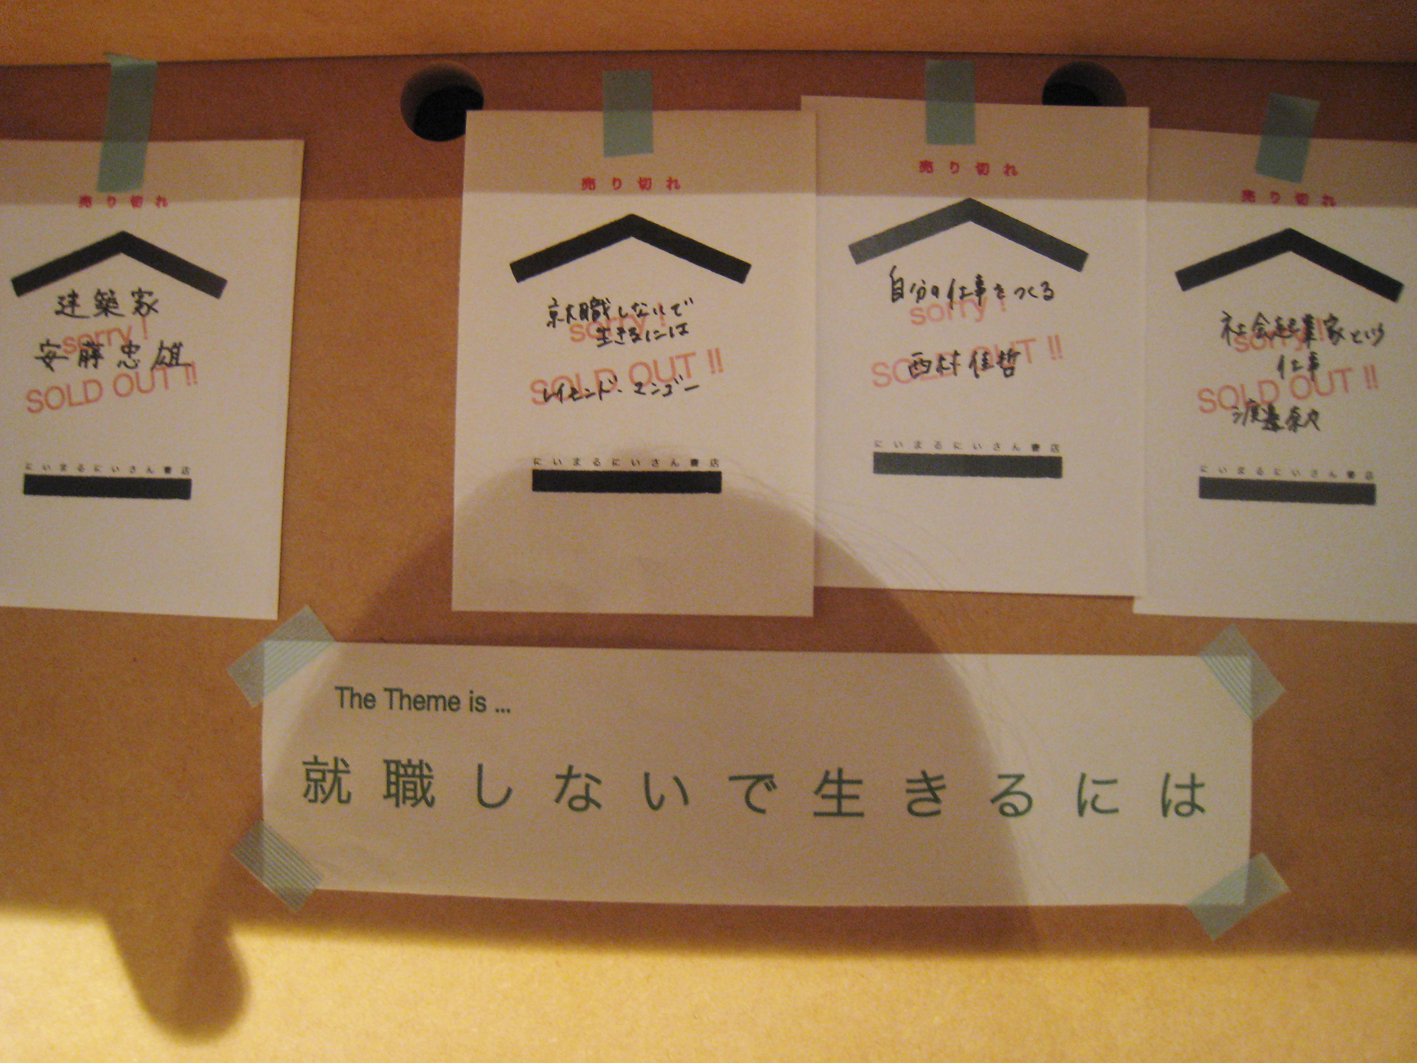 売り切れ
建築家
sorry !
安藤忠雄
SOLD OUT !!
にいまるにいさん書店
売り切れ
就職しないで
sorry !
生きるには
SOLD OUT !!
レイモンド・マンゴー
にいまるにいさん書店
売り切れ
自分の仕事をつくる
sorry !
SOLD OUT !!
西村佳哲
にいまるにいさん書店
売り切れ
社会起業家という
sorry !
仕事
SOLD OUT !!
渡邊奈々
にいまるにいさん書店
The Theme is ...
就職しないで生きるには